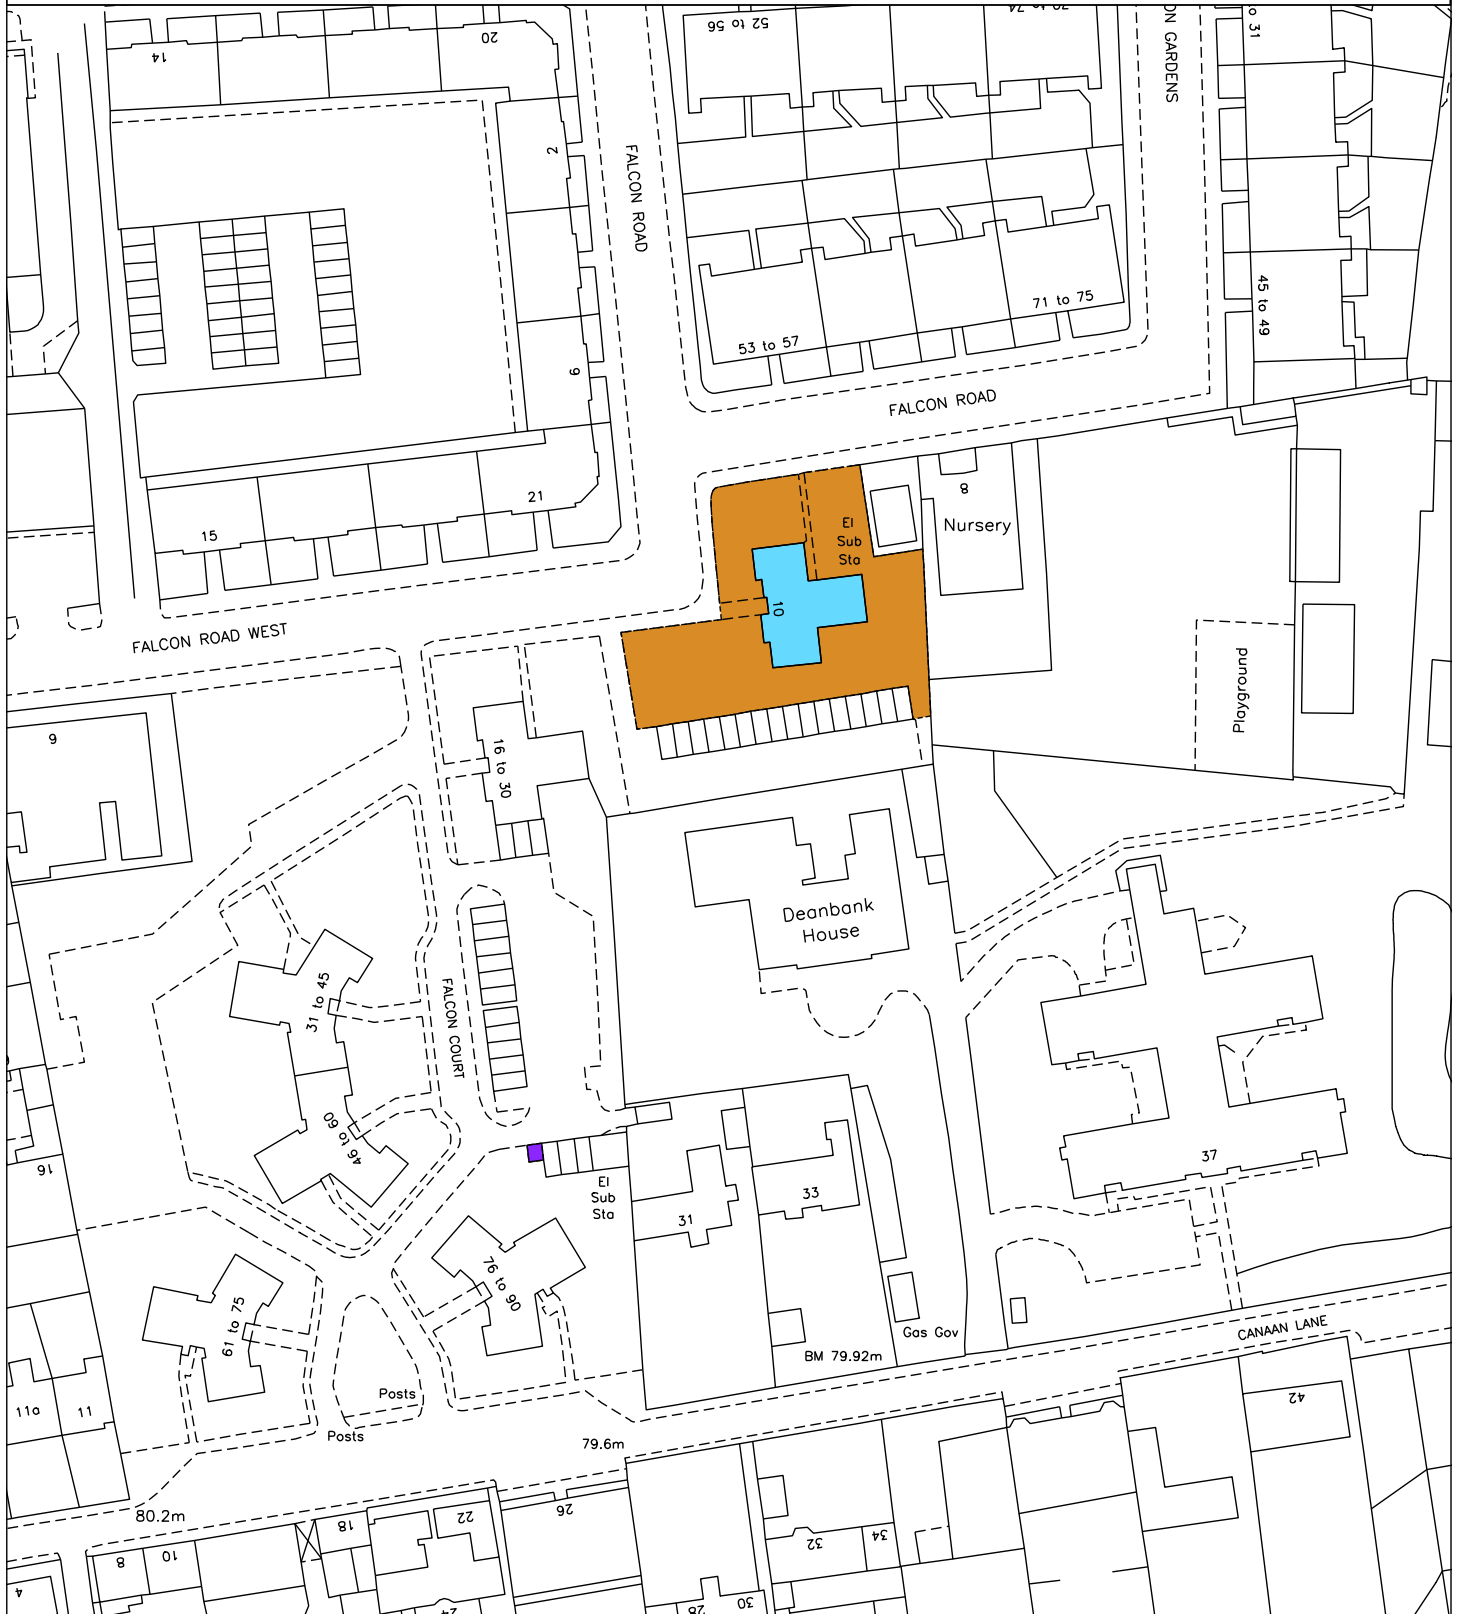 14
20
52 to 56
ON GARDENS
31
2
FALCON ROAD
45 to 49
71 to 75
53 to 57
9
FALCON ROAD
21
15
8
Nursery
El
Sub
Sta
10
FALCON ROAD WEST
Playground
9
16 to 30
Deanbank
House
31 to 45
FALCON COURT
46 to 60
16
37
El
Sub
Sta
33
31
76 to 90
61 to 75
Gas Gov
CANAAN LANE
BM 79.92m
Posts
11a
11
Posts
42
79.6m
80.2m
26
22
18
32
34
8
10
4
30
28
24